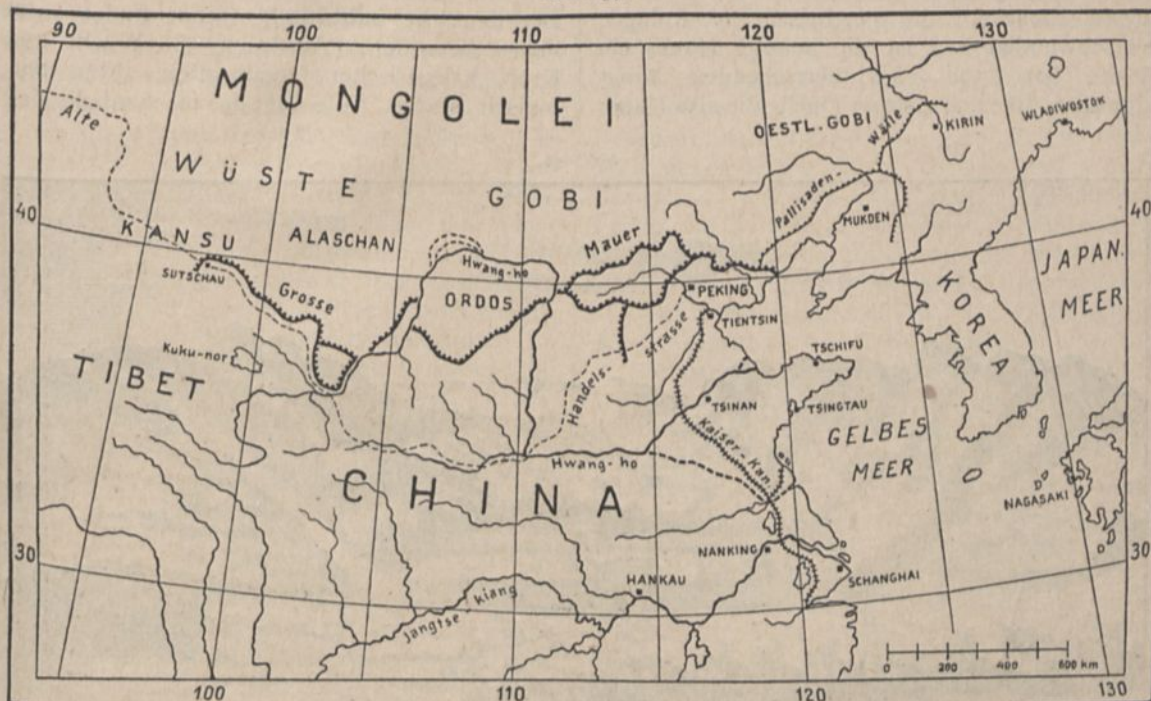 90
100
110
120
130
MONGOLEI
Alte
OESTL. GOBI
Wälle
KIRIN
WLADIWOSTOK
WÜSTE GOBI
Pallisaden-
MUKDEN
40
40
KANSU
ALASCHAN
Hwang-ho
Mauer
JAPAN.
MEER
SUTSCHAU
Grosse
ORDOS
PEKING
KOREA
TIENTSIN
Kuku-nor
strasse
TSCHIFU
TIBET
Handels-
TSINAN
TSINGTAU
Kaiser-Kan.
GELBES
MEER
Hwang-ho
CHINA
NAGASAKI
30
NANKING
30
HANKAU
SCHANGHAI
Jangtse Kiang
0 200 400 600 km
100
110
120
130